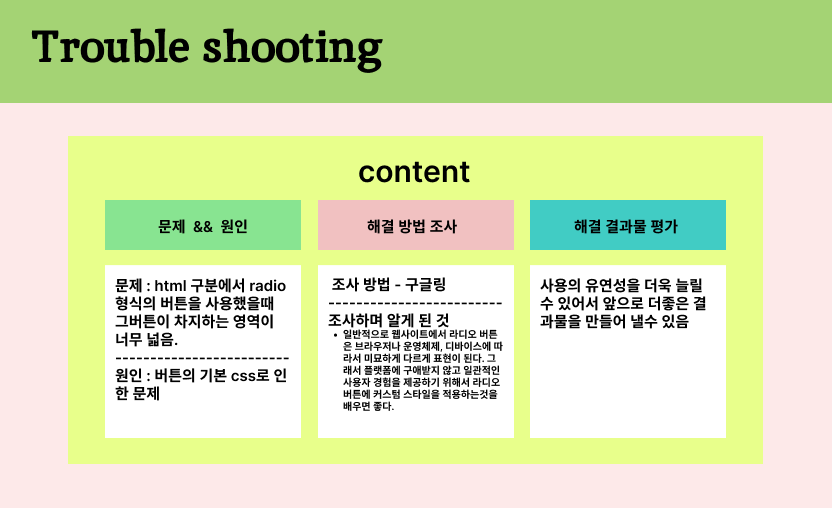 Trouble shooting
content
문제 && 원인
문제 : html 구분에서 radio
형식의 버튼을 사용했을때
그버튼이 차지하는 영역이
너무 넓음.
-------------------------
원인 : 버튼의 기본 css로 인
한 문제
해결 방법 조사
조사 방법 - 구글링
-------------------------
조사하며 알게 된 것
• 일반적으로 웹사이트에서 라디오 버튼
은 브라우저나 운영체제, 디바이스에 따
라서 미묘하게 다르게 표현이 된다. 그
래서 플랫폼에 구애받지 않고 일관적인
사용자 경험을 제공하기 위해서 라디오
버튼에 커스텀 스타일을 적용하는것을
배우면 좋다.
해결 결과물 평가
사용의 유연성을 더욱 늘릴
수 있어서 앞으로 더좋은 결
과물을 만들어 낼수 있음